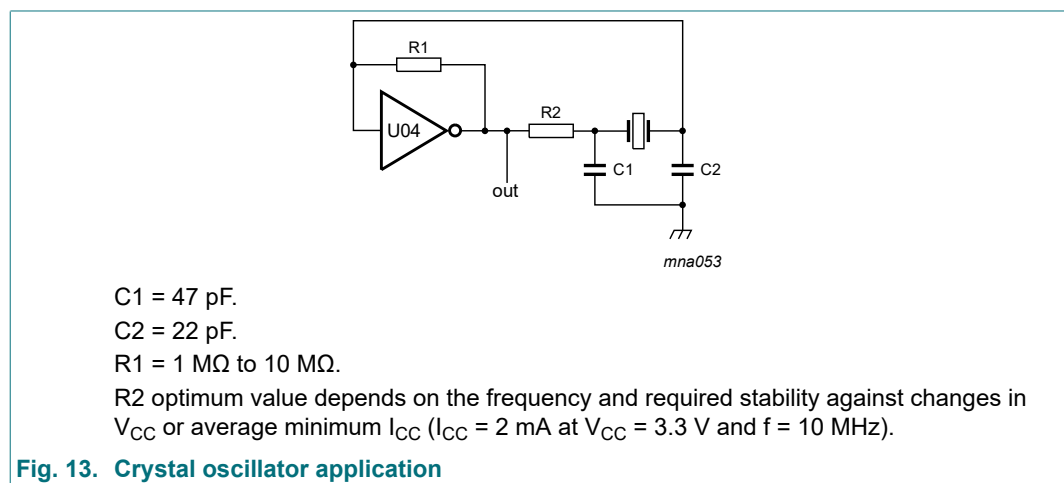 R1
U04
R2
C1
C2
out
mna053
C1 = 47 pF.
C2 = 22 pF.
R1 = 1 MΩ to 10 MΩ.
R2 optimum value depends on the frequency and required stability against changes in
VCC or average minimum ICC (ICC = 2 mA at VCC = 3.3 V and f = 10 MHz).
Fig. 13. Crystal oscillator application